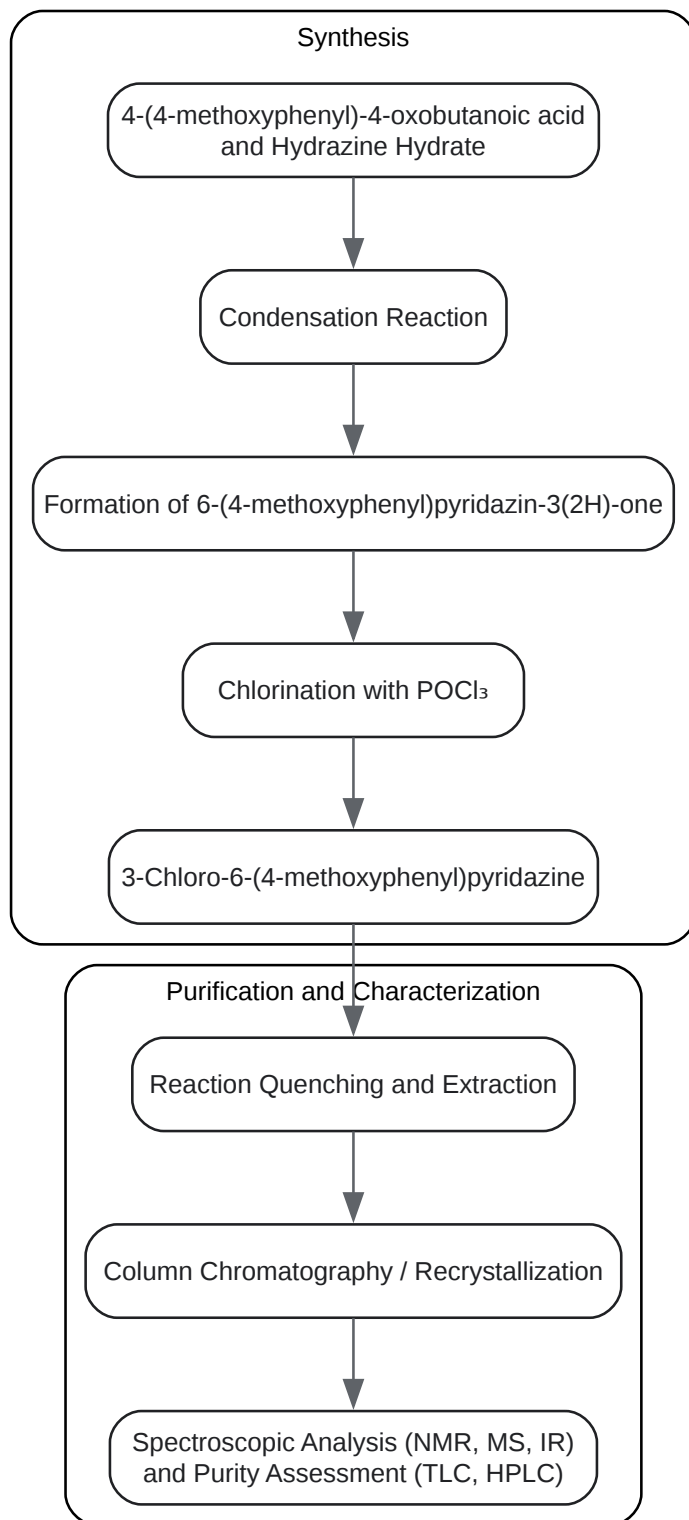 Synthesis
4-(4-methoxyphenyl)-4-oxobutanoic acid
and Hydrazine Hydrate
Condensation Reaction
Formation of 6-(4-methoxyphenyl)pyridazin-3(2H)-one
Chlorination with POCl₃
3-Chloro-6-(4-methoxyphenyl)pyridazine
Purification and Characterization
Reaction Quenching and Extraction
Column Chromatography / Recrystallization
Spectroscopic Analysis (NMR, MS, IR)
and Purity Assessment (TLC, HPLC)